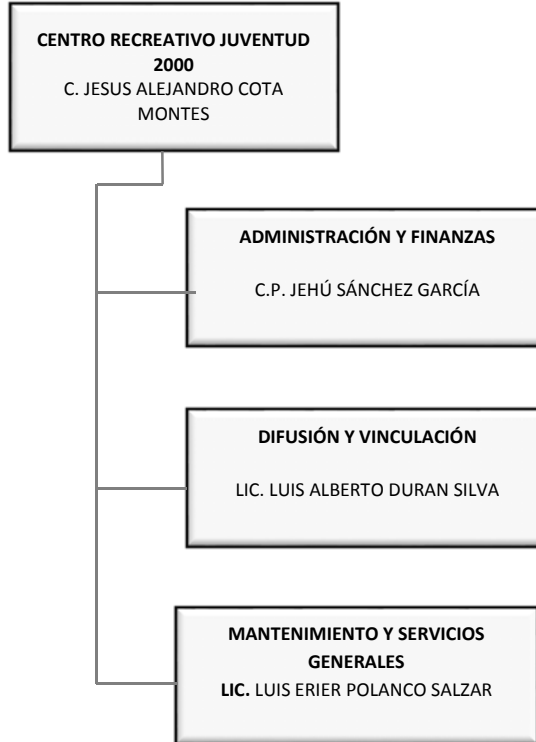 CENTRO RECREATIVO JUVENTUD
2000
C. JESUS ALEJANDRO COTA
MONTES
ADMINISTRACIÓN Y FINANZAS
C.P. JEHÚ SÁNCHEZ GARCÍA
DIFUSIÓN Y VINCULACIÓN
LIC. LUIS ALBERTO DURAN SILVA
MANTENIMIENTO Y SERVICIOS
GENERALES
LIC. LUIS ERIER POLANCO SALZAR